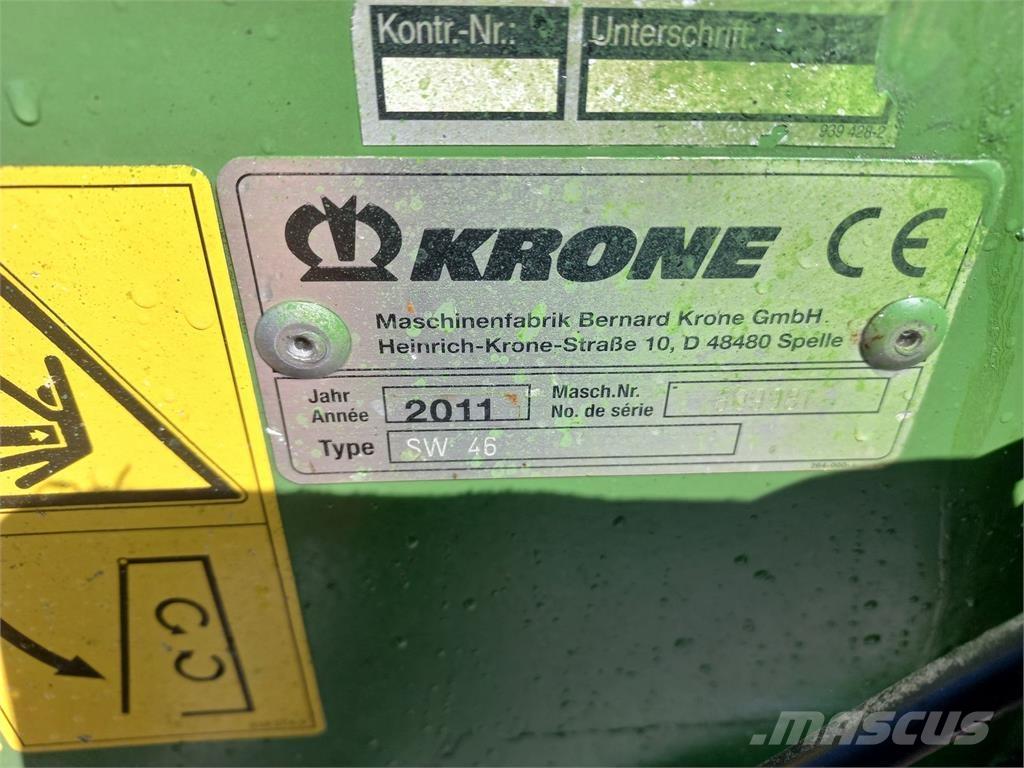 Kontr.-Nr.: Unterschrift
939 428-2
KRONE CE
Maschinenfabrik Bernard Krone GmbH
Heinrich-Krone-Straße 10, D 48480 Spelle
Jahr
Année 2011
Masch.Nr.
No. de série
Type SW 46
MASCUS